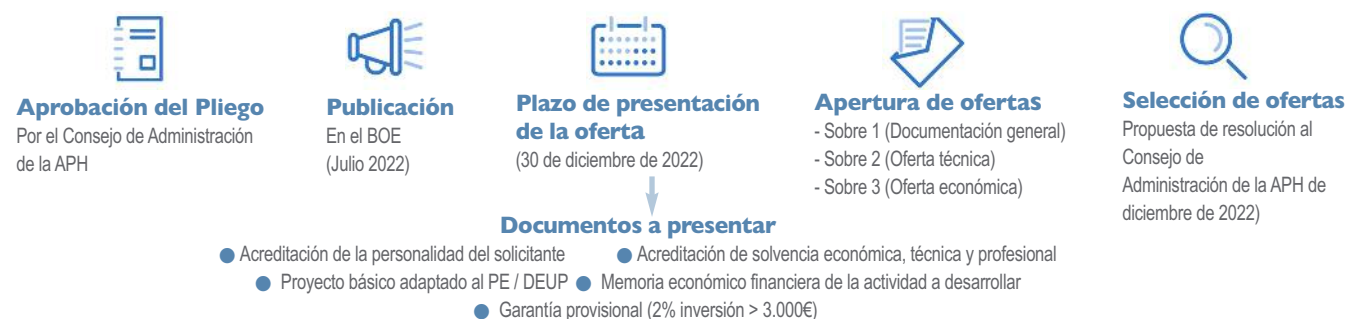 Aprobación del Pliego
Por el Consejo de Administración
de la APH
Publicación
En el BOE
(Julio 2022)
Plazo de presentación
de la oferta
(30 de diciembre de 2022)
Apertura de ofertas
- Sobre 1 (Documentación general)
- Sobre 2 (Oferta técnica)
- Sobre 3 (Oferta económica)
Selección de ofertas
Propuesta de resolución al
Consejo de
Administración de la APH de
diciembre de 2022)
Documentos a presentar
● Acreditación de la personalidad del solicitante ● Acreditación de solvencia económica, técnica y profesional
● Proyecto básico adaptado al PE / DEUP ● Memoria económico financiera de la actividad a desarrollar
● Garantía provisional (2% inversión > 3.000€)